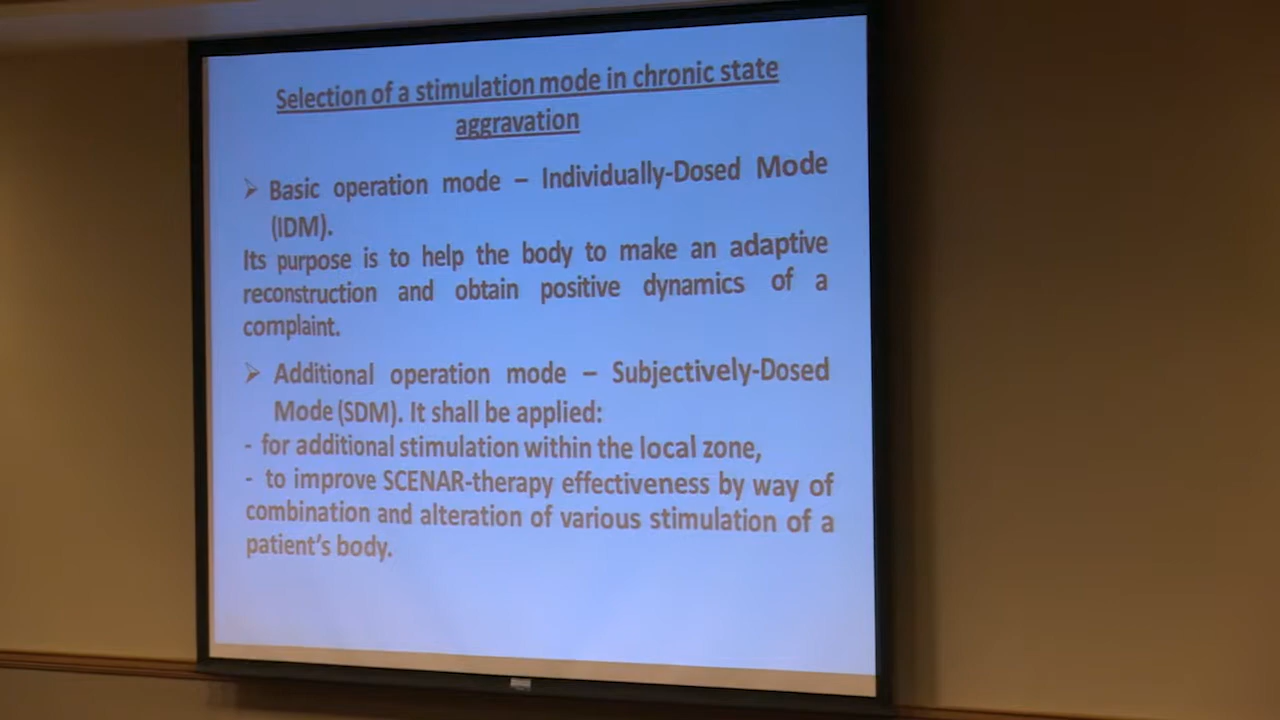 Selection of a stimulation mode in chronic state
aggravation
➢ Basic operation mode – Individually-Dosed Mode
(IDM).
Its purpose is to help the body to make an adaptive
reconstruction and obtain positive dynamics of a
complaint.
➢ Additional operation mode – Subjectively-Dosed
Mode (SDM). It shall be applied:
- for additional stimulation within the local zone,
- to improve SCENAR-therapy effectiveness by way of
combination and alteration of various stimulation of a
patient's body.